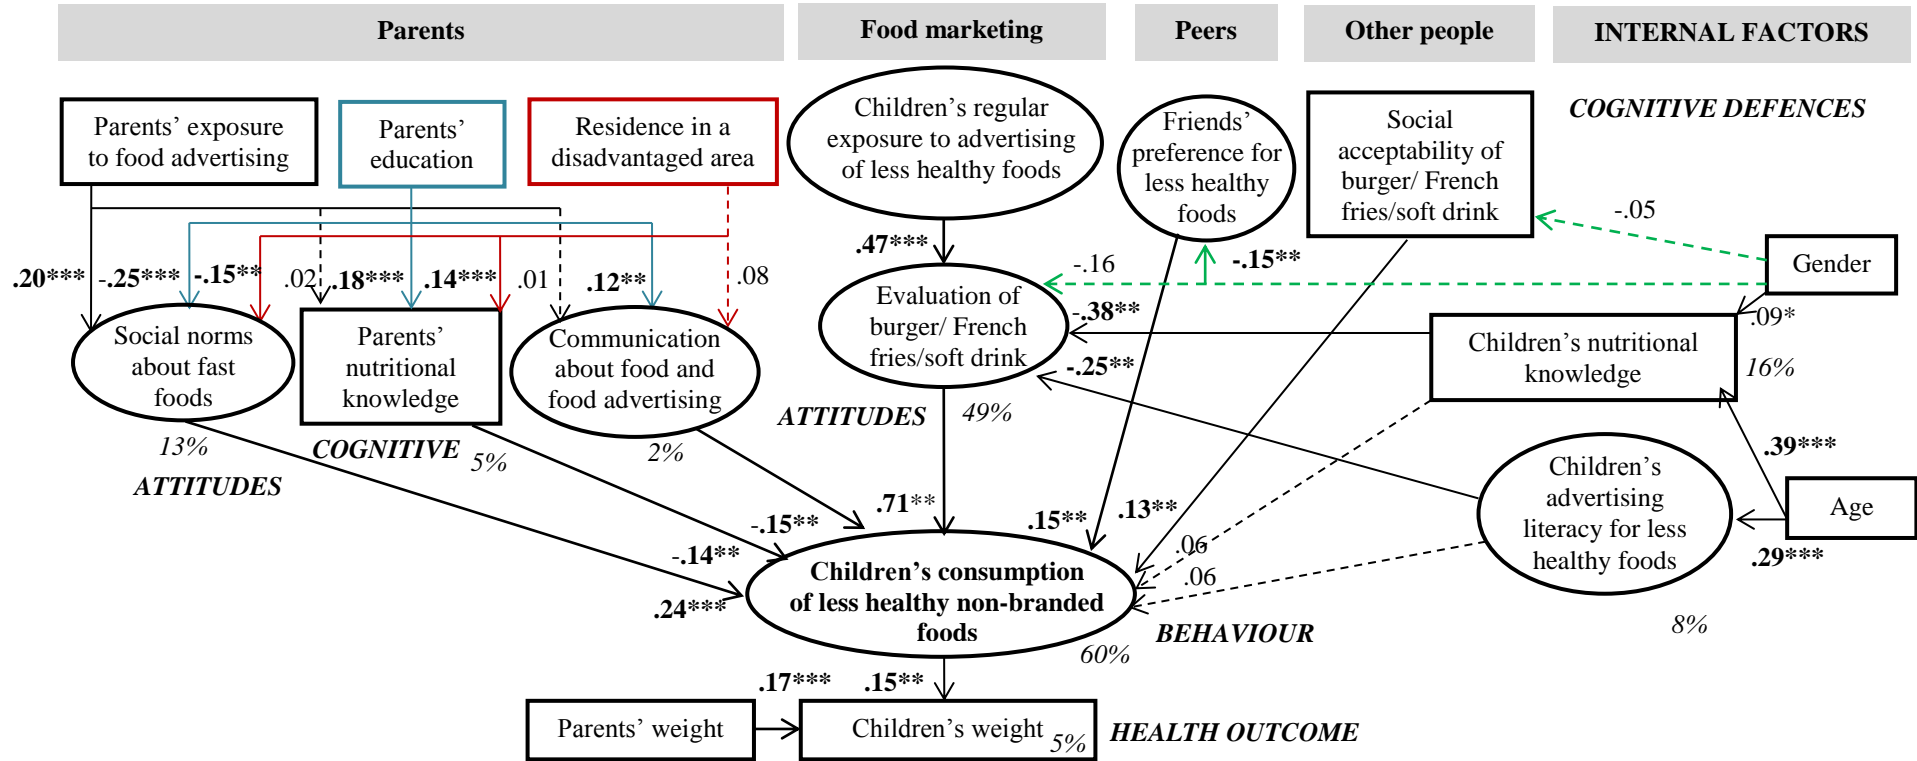 Parents
Food marketing
Peers
Other people
INTERNAL FACTORS
Parents’ exposure
to food advertising
Parents’
education
Residence in a
disadvantaged area
Children’s regular
exposure to advertising
of less healthy foods
Friends’
preference for
less healthy
foods
Social
acceptability of
burger/ French
fries/soft drink
COGNITIVE DEFENCES
Gender
-.05
.20***
-.25***
-.15**
.02
.18***
.14***
.01
.12**
.08
.47***
-.16
-.15**
Social norms
about fast
foods
Parents’
nutritional
knowledge
Communication
about food and
food advertising
Evaluation of
burger/ French
fries/soft drink
-.38**
-.25**
.09*
Children’s nutritional
knowledge
16%
13%
ATTITUDES
COGNITIVE
5%
2%
ATTITUDES
49%
Children’s
advertising
literacy for less
healthy foods
8%
.39***
Age
.29***
-.14**
.24***
-.15**
.71**
.15**
.13**
.06
.06
Children’s consumption
of less healthy non-branded
foods
60%
BEHAVIOUR
.17***
.15**
Parents’ weight
Children’s weight
5%
HEALTH OUTCOME